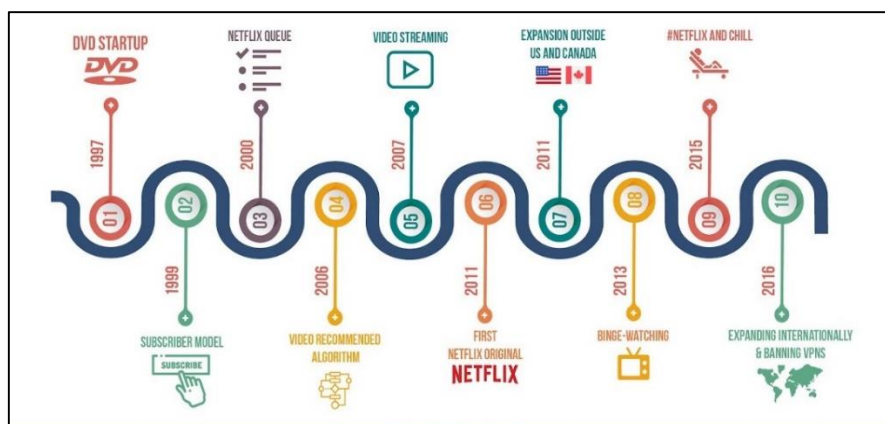 DVD STARTUP
DVD
1997
01
02
1999
SUBSCRIBER MODEL
SUBSCRIBE
NETFLIX QUEUE
2000
03
04
2006
VIDEO RECOMMENDED
ALGORITHM
VIDEO STREAMING
2007
05
06
2011
FIRST
NETFLIX ORIGINAL
NETFLIX
EXPANSION OUTSIDE
US AND CANADA
2011
07
08
2013
BINGE-WATCHING
#NETFLIX AND CHILL
2015
09
10
2016
EXPANDING INTERNATIONALLY
& BANNING VPNS